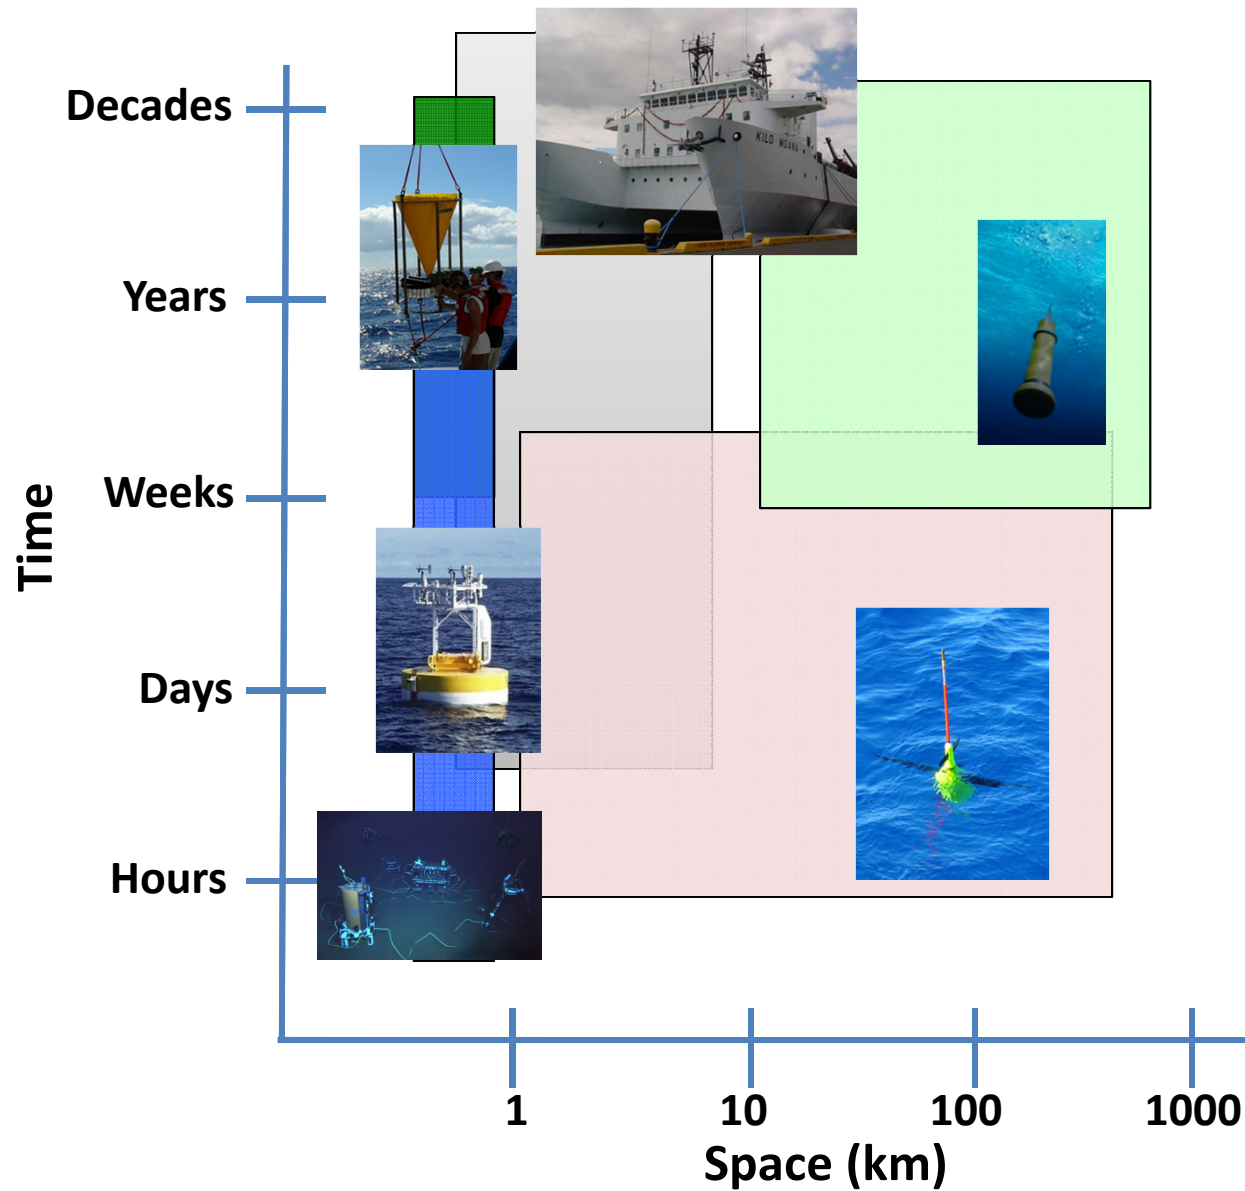 Decades
KILO MOANA
Years
Weeks
Time
Days
Hours
1
10
100
1000
Space (km)